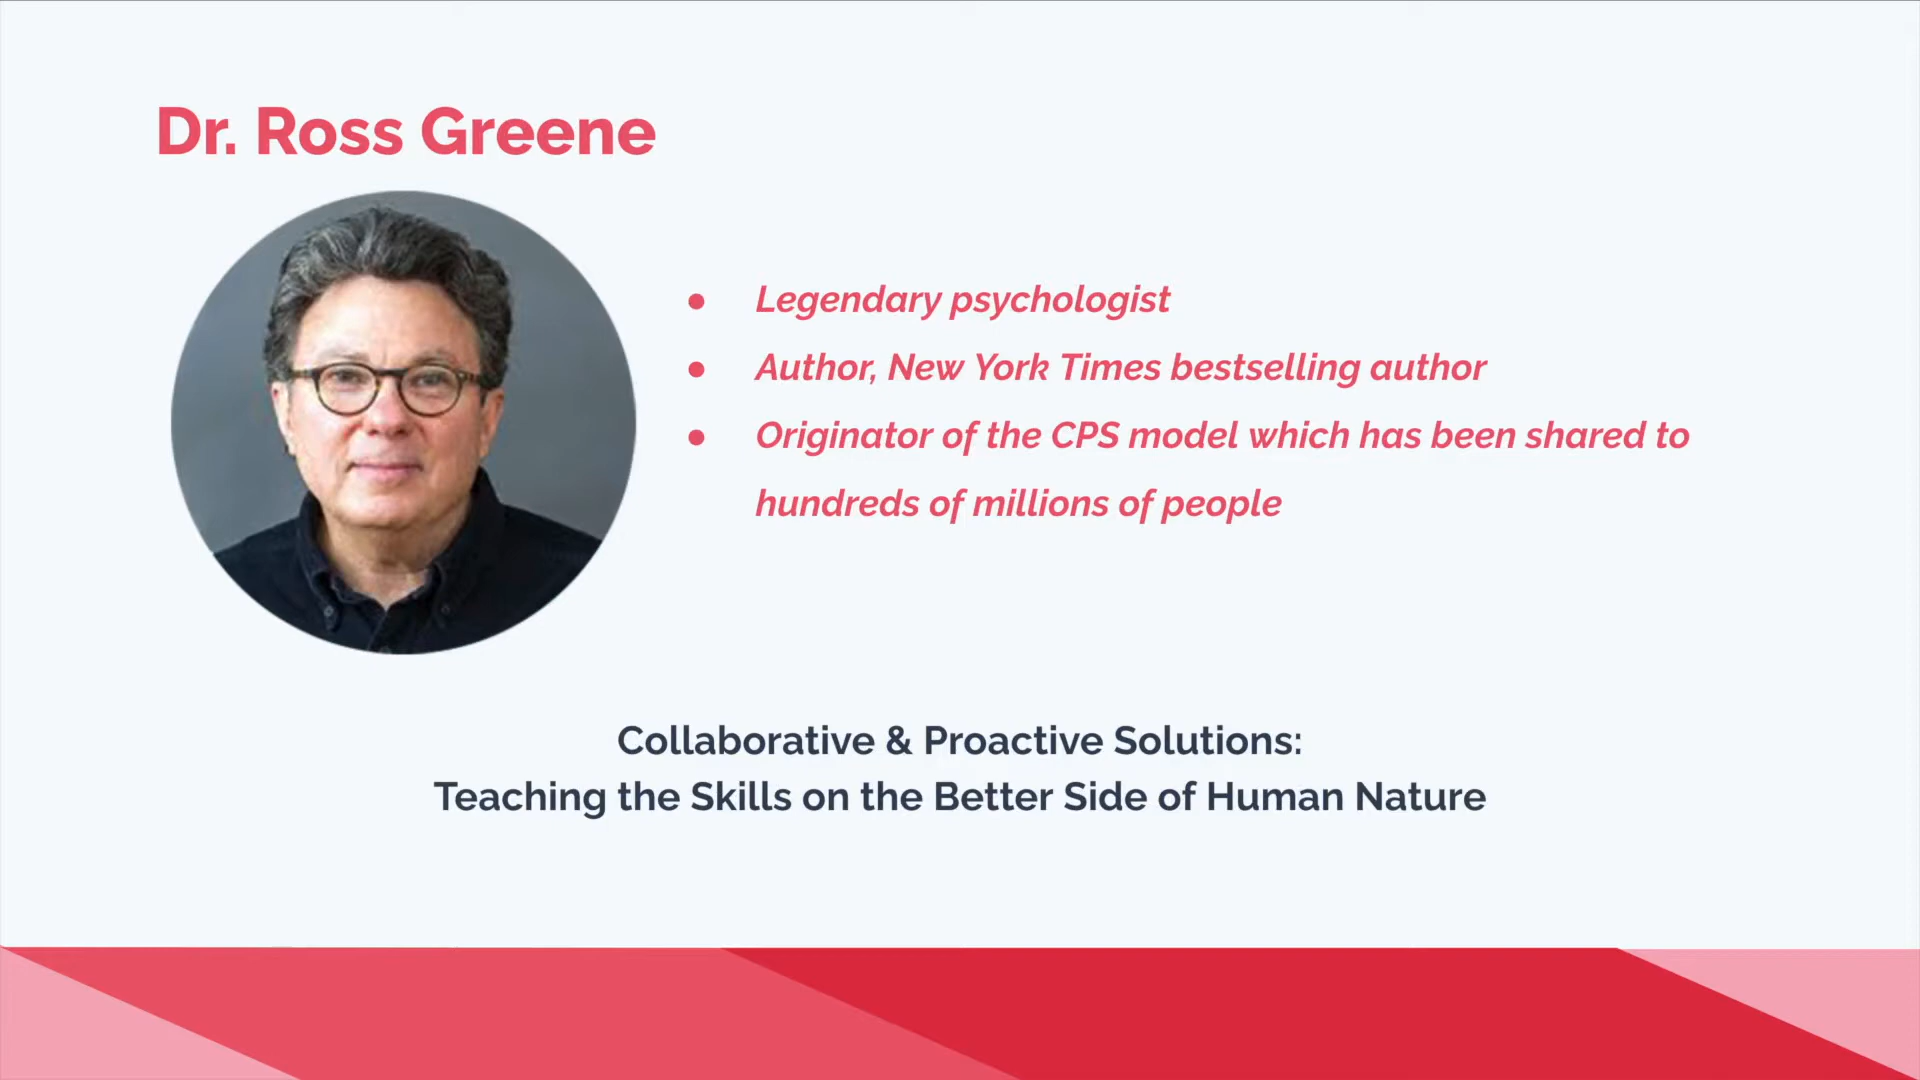 Dr. Ross Greene
● Legendary psychologist
● Author, New York Times bestselling author
● Originator of the CPS model which has been shared to
hundreds of millions of people
Collaborative & Proactive Solutions:
Teaching the Skills on the Better Side of Human Nature